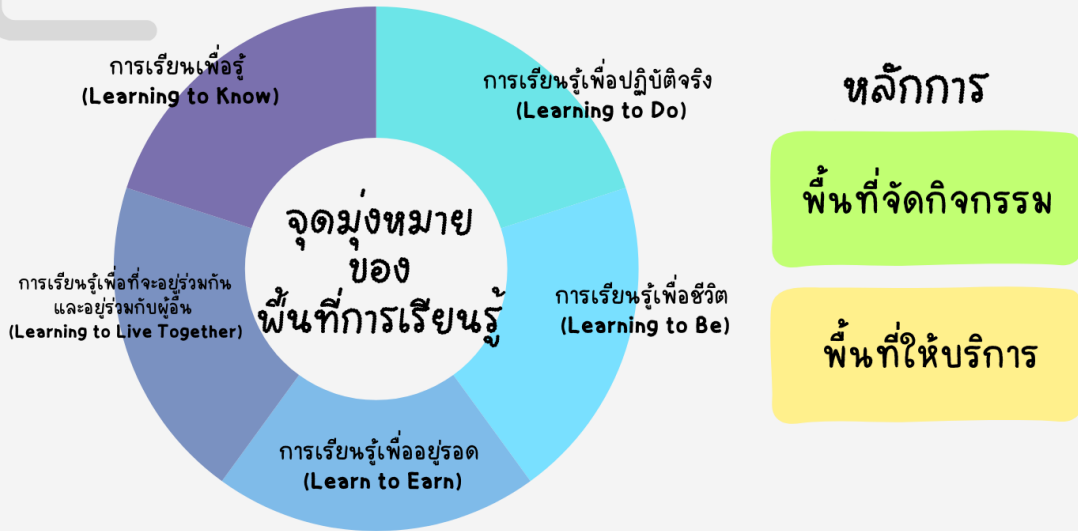 การเรียนเพื่อรู้
(Learning to Know)
การเรียนรู้เพื่อปฏิบัติจริง
(Learning to Do)
หลักการ
พื้นที่จัดกิจกรรม
จุดมุ่งหมาย
ของ
พื้นที่การเรียนรู้
การเรียนรู้เพื่อที่จะอยู่ร่วมกัน
และอยู่ร่วมกับผู้อื่น
(Learning to Live Together)
การเรียนรู้เพื่อชีวิต
(Learning to Be)
พื้นที่ให้บริการ
การเรียนรู้เพื่ออยู่รอด
(Learn to Earn)